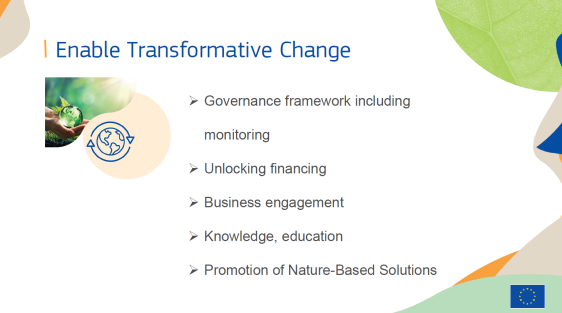 Enable Transformative Change
➢ Governance framework including
monitoring
➢ Unlocking financing
➢ Business engagement
➢ Knowledge, education
➢ Promotion of Nature-Based Solutions